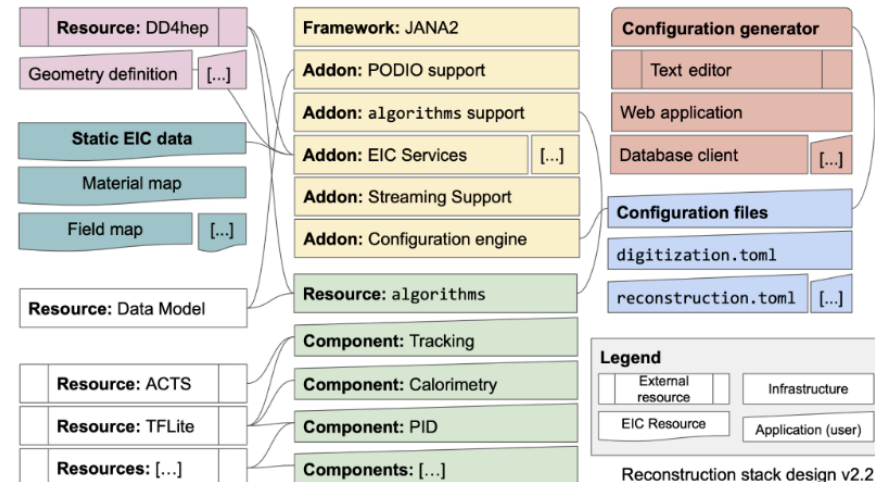 Resource: DD4hep
Geometry definition
[...]
Static EIC data
Material map
Field map
[...]
Resource: Data Model
Resource: ACTS
Resource: TFLite
Resources: [...]
Framework: JANA2
Addon: PODIO support
Addon: algorithms support
Addon: EIC Services
[...]
Addon: Streaming Support
Addon: Configuration engine
Resource: algorithms
Component: Tracking
Component: Calorimetry
Component: PID
Components: [...]
Configuration generator
Text editor
Web application
Database client
[...]
Configuration files
digitization.toml
reconstruction.toml
[...]
Legend
External
resource
Infrastructure
EIC Resource
Application (user)
Reconstruction stack design v2.2